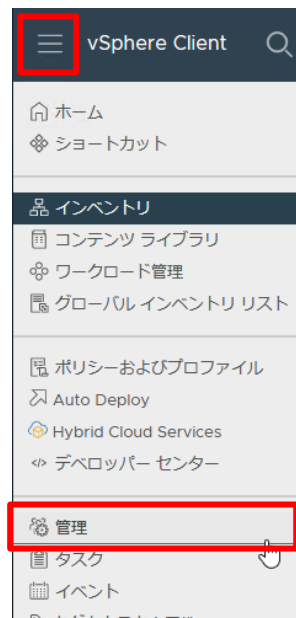 vSphere Client
ホーム
ショートカット
インベントリ
コンテンツ ライブラリ
ワークロード管理
グローバル インベントリ リスト
ポリシーおよびプロファイル
Auto Deploy
Hybrid Cloud Services
デベロッパー センター
管理
タスク
イベント